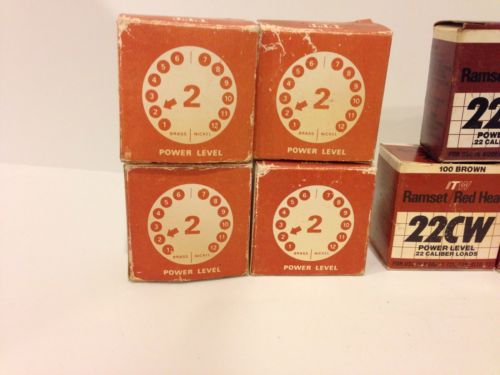 2
1 2 3 4 5 6 7 8 9 10 11 12
BRASS NICKEL
POWER LEVEL
2
1 2 3 4 5 6 7 8 9 10 11 12
BRASS NICKEL
POWER LEVEL
2
1 2 3 4 5 6 7 8 9 10 11 12
BRASS NICKEL
POWER LEVEL
2
1 2 3 4 5 6 7 8 9 10 11 12
BRASS NICKEL
POWER LEVEL
Ramset
22
POW
22 CALIBER
100 BROWN
ITW
Ramset/Red Hea
22CW
POWER LEVEL
22 CALIBER LOADS